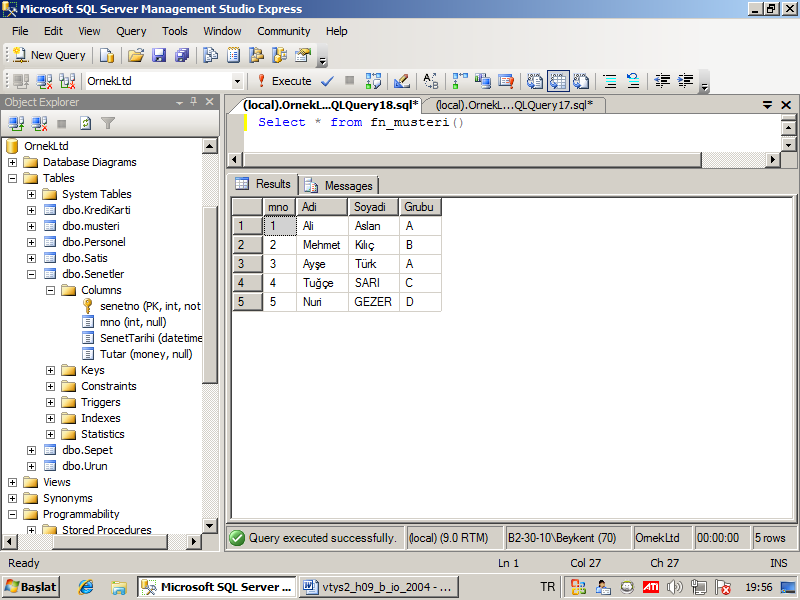 Microsoft SQL Server Management Studio Express
File Edit View Query Tools Window Community Help
New Query
OrnekLtd Execute
Object Explorer
(local).OrnekL...QLQuery18.sql* (local).OrnekL...QLQuery17.sql*
Select * from fn_musteri()
OrnekLtd
Database Diagrams
Tables
System Tables
dbo.KrediKarti
dbo.musteri
dbo.Personel
dbo.Satis
dbo.Senetler
Columns
senetno (PK, int, not
mno (int, null)
SenetTarihi (datetime
Tutar (money, null)
Keys
Constraints
Triggers
Indexes
Statistics
dbo.Sepet
dbo.Urun
Views
Synonyms
Programmability
Stored Procedures
Results Messages
mno Adi Soyadi Grubu
1 1 Ali Aslan A
2 2 Mehmet Kılıç B
3 3 Ayşe Türk A
4 4 Tuğçe SARI C
5 5 Nuri GEZER D
Query executed successfully. (local) (9.0 RTM) B2-30-10\Beykent (70) OrnekLtd 00:00:00 5 rows
Ready Ln 1 Col 27 Ch 27 INS
Başlat Microsoft SQL Server ... vtys2_h09_b_io_2004 - ... TR ATI 19:56